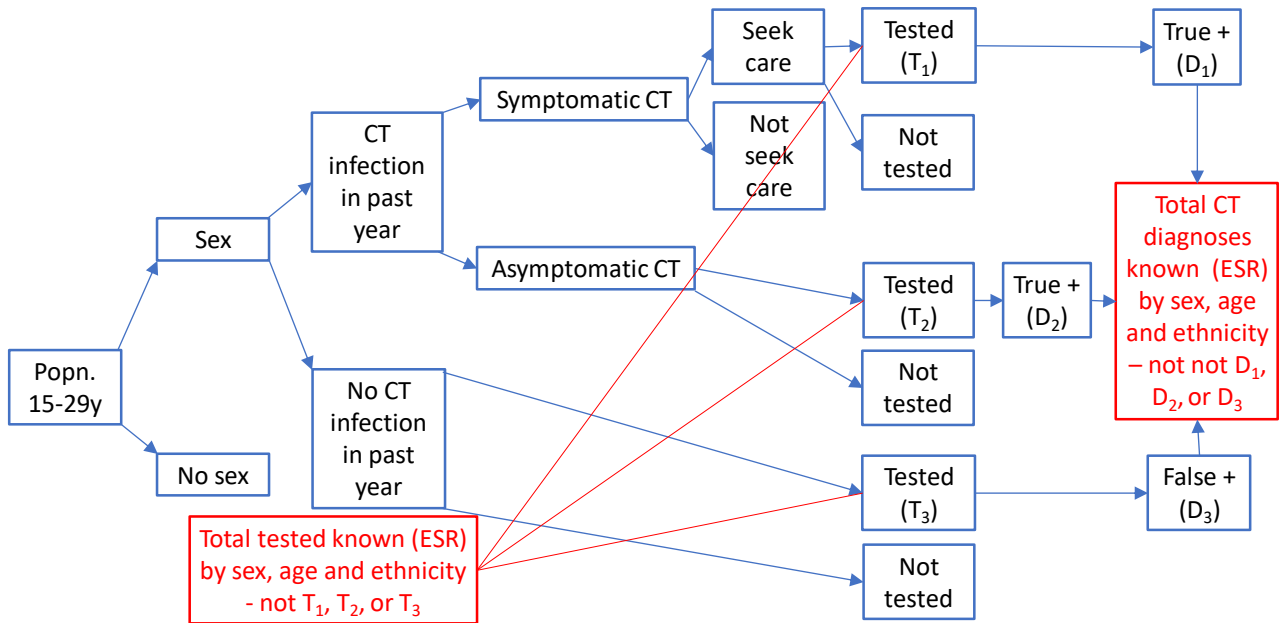 Seek
care
Tested
(T₁)
True +
(D₁)
Symptomatic CT
CT
infection
in past
year
Not
seek
care
Not
tested
Total CT
diagnoses
known (ESR)
by sex, age
and ethnicity
– not not D₁,
D₂, or D₃
Sex
Asymptomatic CT
Tested
(T₂)
True +
(D₂)
Popn.
15-29y
No CT
infection
in past
year
Not
tested
No sex
Tested
(T₃)
False +
(D₃)
Total tested known (ESR)
by sex, age and ethnicity
- not T₁, T₂, or T₃
Not
tested